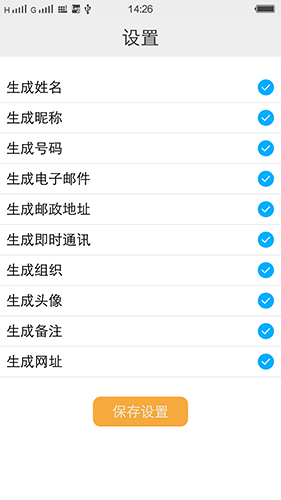 H G 14:26
设置
生成姓名
生成昵称
生成号码
生成电子邮件
生成邮政地址
生成即时通讯
生成组织
生成头像
生成备注
生成网址
保存设置